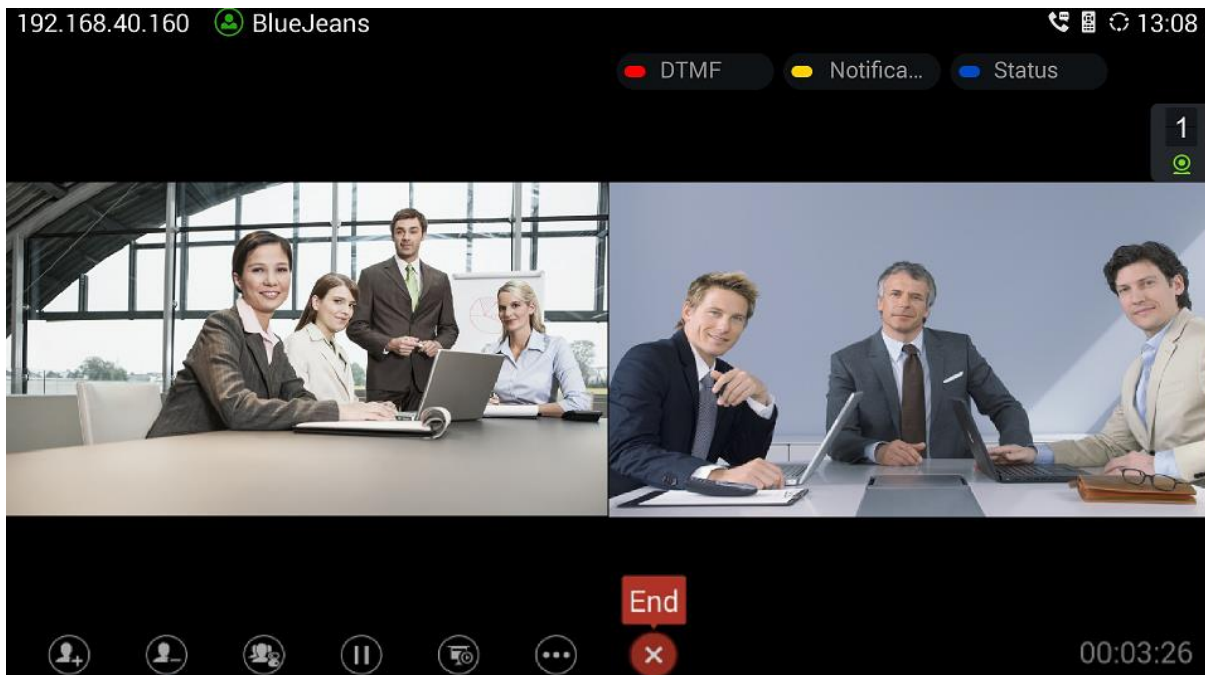 192.168.40.160 BlueJeans 13:08
DTMF Notifica... Status
1
End
00:03:26